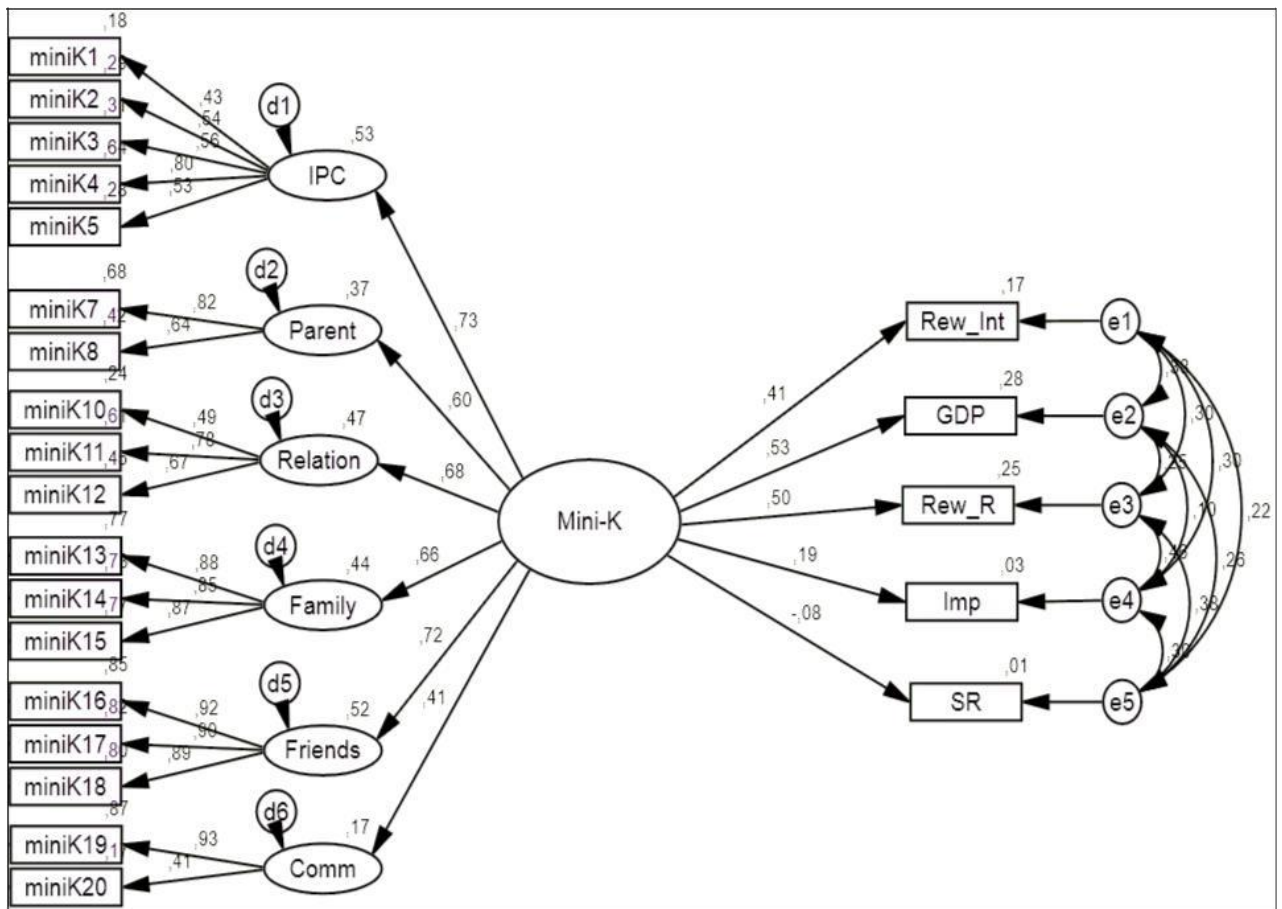 ,18
miniK1
,43
miniK2
,54
miniK3
,56
miniK4
,80
miniK5
,53
d1
,53
IPC
,68
miniK7
,82
miniK8
,64
d2
,37
Parent
,24
miniK10
,49
miniK11
,78
miniK12
,67
d3
,47
Relation
,77
miniK13
,88
miniK14
,85
miniK15
,87
d4
,44
Family
,85
miniK16
,92
miniK17
,90
miniK18
,89
d5
,52
Friends
,87
miniK19
,93
miniK20
,41
d6
,17
Comm
,73
,60
,68
,66
,72
,41
Mini-K
,41
,53
,50
,19
-,08
,17
Rew_Int
e1
,28
GDP
e2
,25
Rew_R
e3
,03
Imp
e4
,01
SR
e5
,30
,30
,22
,10
,26
,38